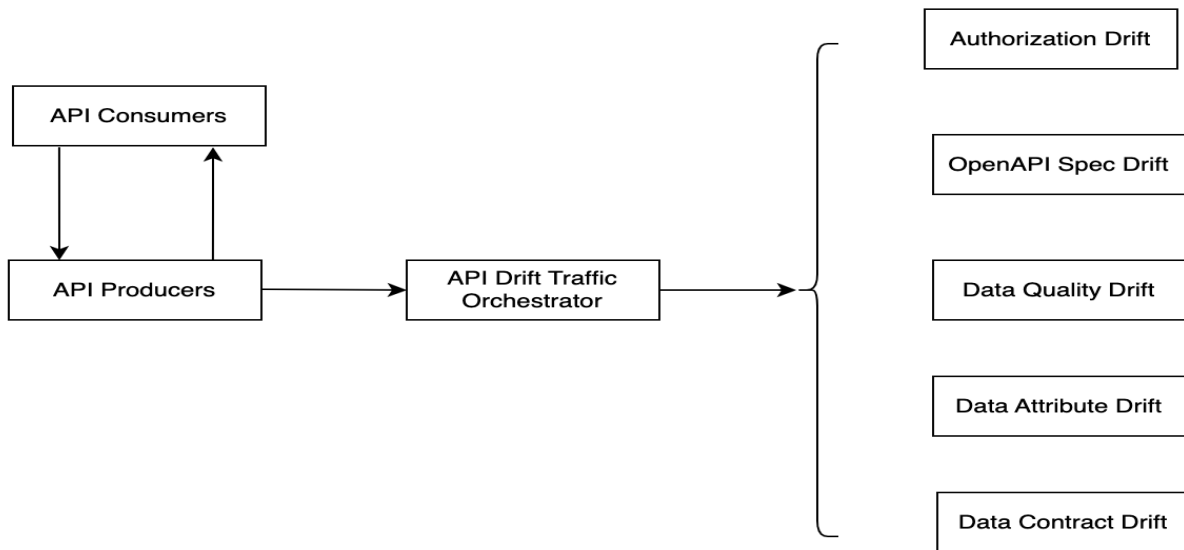 Authorization Drift
API Consumers
OpenAPI Spec Drift
API Producers
API Drift Traffic
Orchestrator
Data Quality Drift
Data Attribute Drift
Data Contract Drift